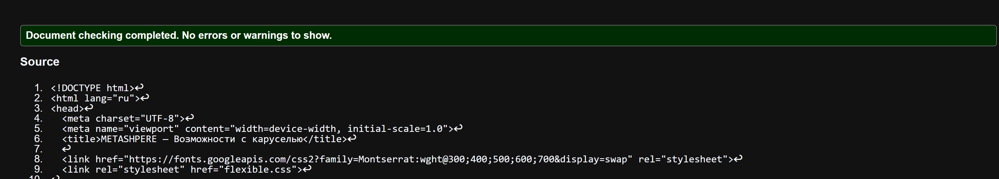 Document checking completed. No errors or warnings to show.
Source
1. <!DOCTYPE html>↩
2. <html lang="ru">↩
3. <head>↩
4.   <meta charset="UTF-8">↩
5.   <meta name="viewport" content="width=device-width, initial-scale=1.0">↩
6.   <title>METASHPERE — Возможности с каруселью</title>↩
7.   ↩
8.   <link href="https://fonts.googleapis.com/css2?family=Montserrat:wght@300;400;500;600;700&display=swap" rel="stylesheet">↩
9.   <link rel="stylesheet" href="flexible.css">↩
10. ↩